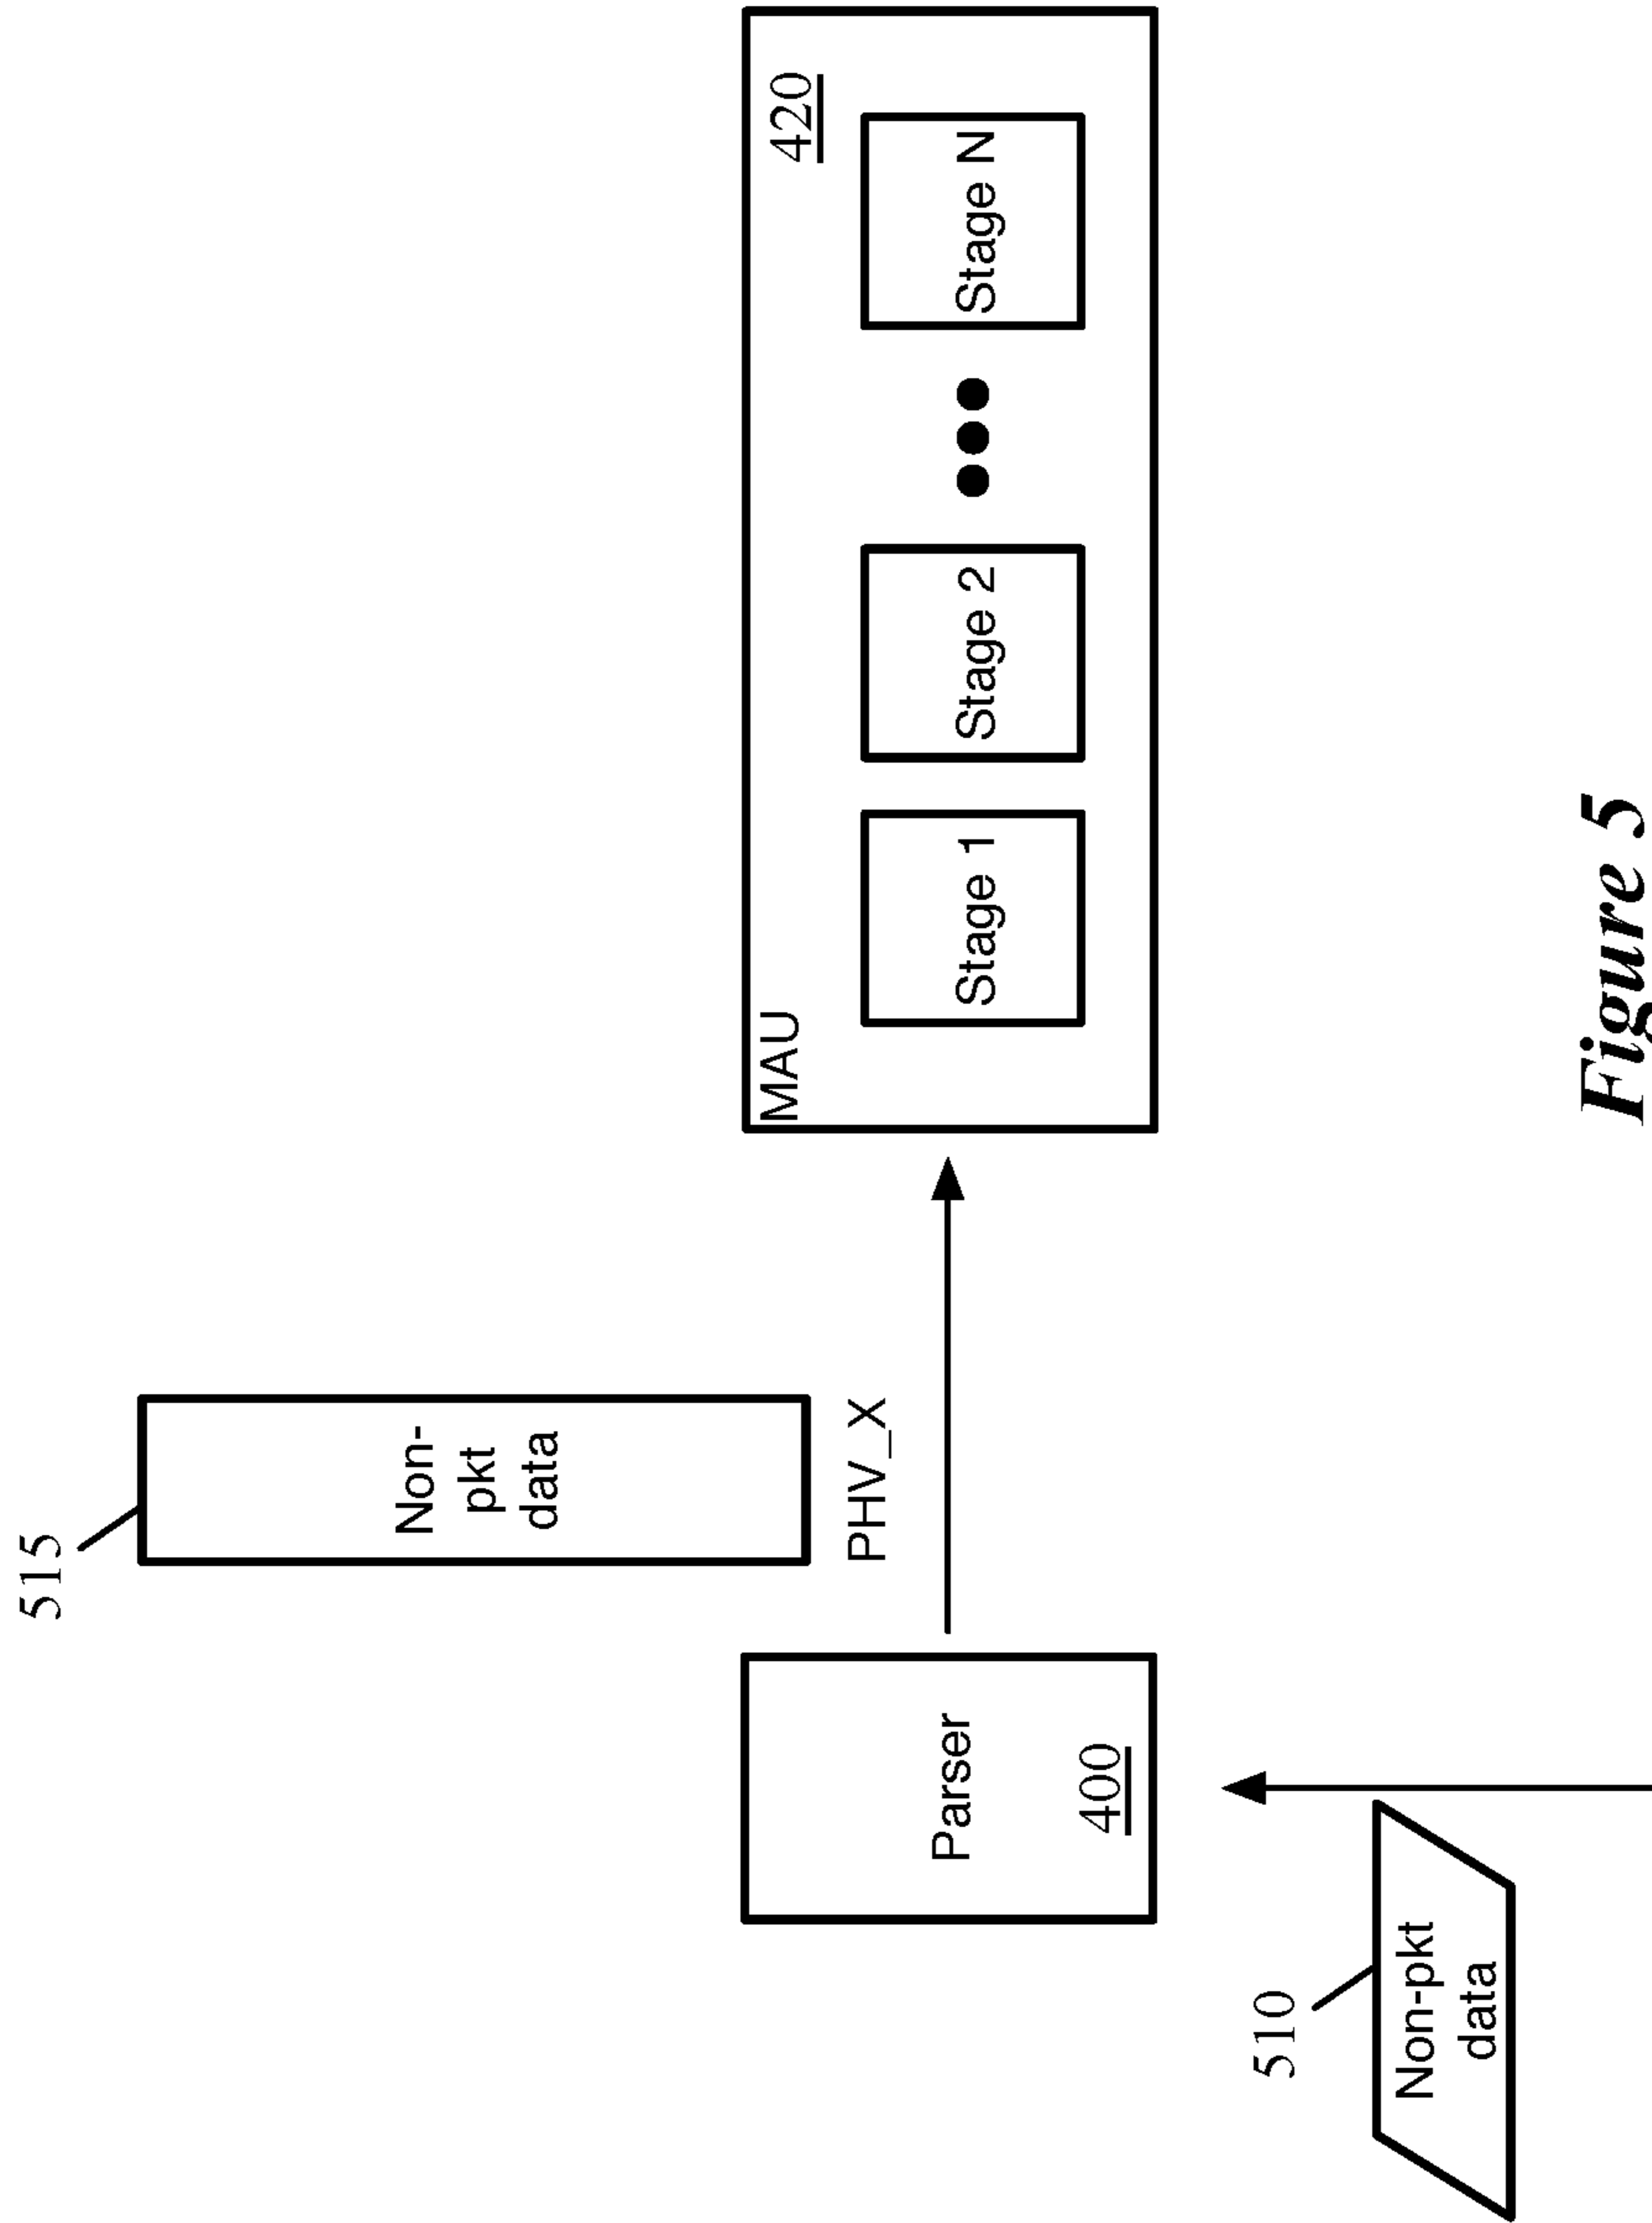 515
Non-
pkt
data
PHV_X
MAU
420
Stage 1
Stage 2
Stage N
Parser
400
510
Non-pkt
data
Figure 5